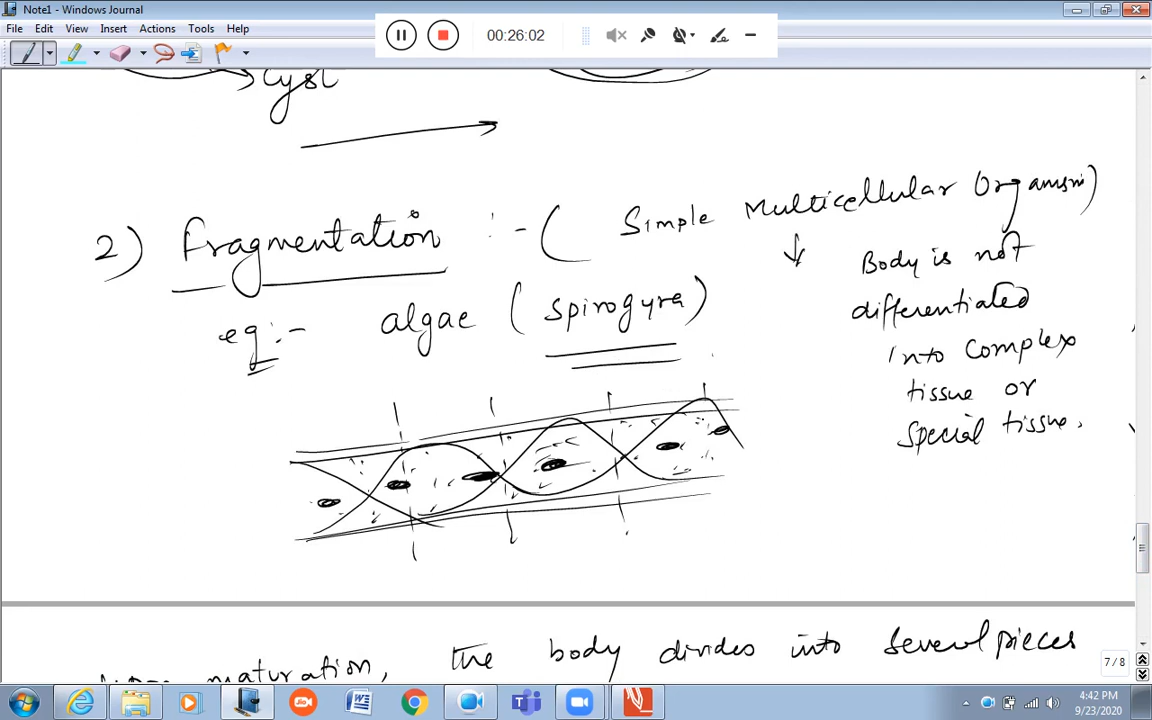 Note1 - Windows Journal
File Edit View Insert Actions Tools Help
00:26:02
Cyst
2) Fragmentation :- ( Simple Multicellular Organism)
Body is not
differentiated
into Complex
tissue or
Special tissue.
eg:- algae (spirogyra)
the body divides into Several pieces
maturation,
7 / 8
4:42 PM
9/23/2020